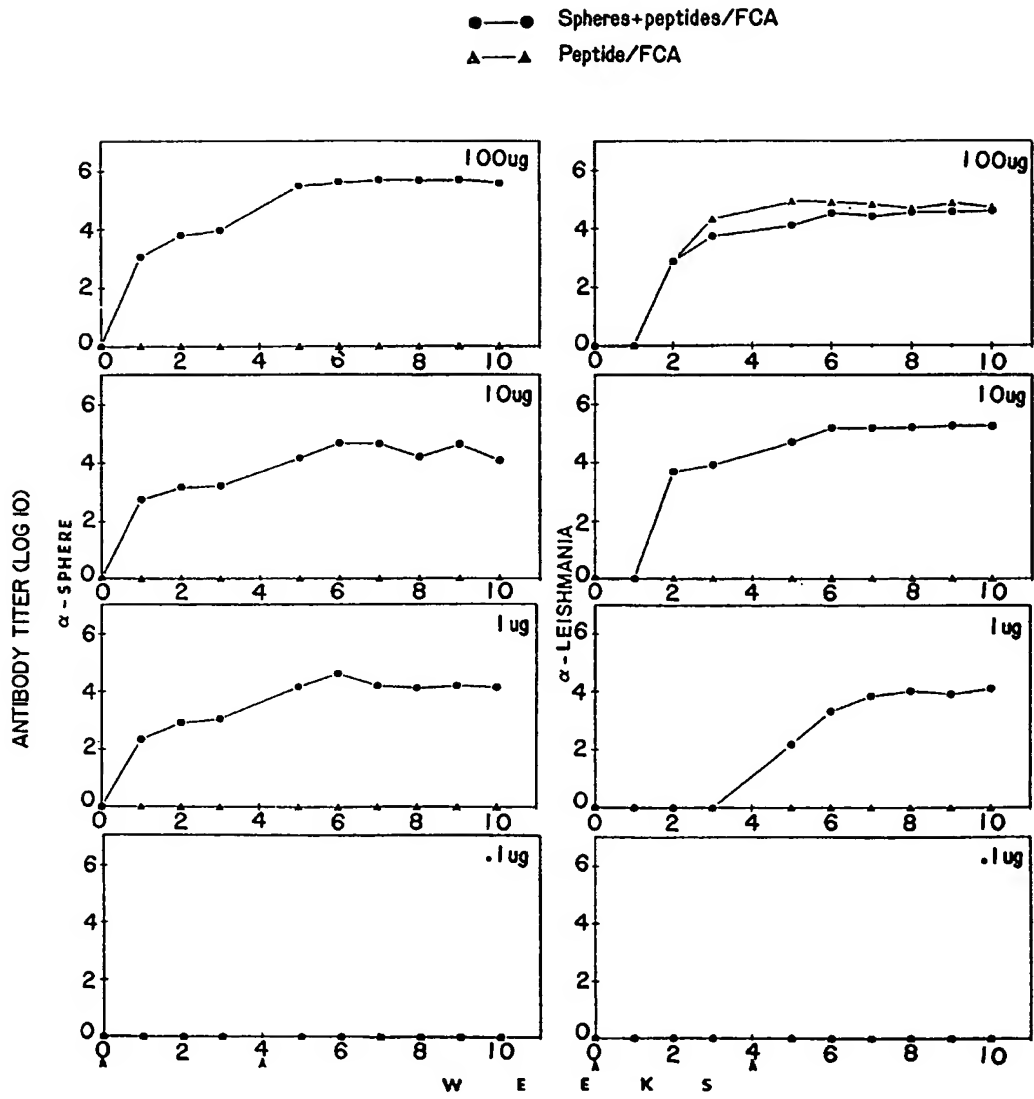 Spheres+peptides/FCA
Peptide/FCA
ANTIBODY TITER (LOG 10)
α-SPHERE
100ug
6
4
2
0
0 2 4 6 8 10
10ug
6
4
2
0
0 2 4 6 8 10
1ug
6
4
2
0
0 2 4 6 8 10
.1ug
6
4
2
0
0 2 4 6 8 10
α-LEISHMANIA
100ug
6
4
2
0
0 2 4 6 8 10
10ug
6
4
2
0
0 2 4 6 8 10
1ug
6
4
2
0
0 2 4 6 8 10
.1ug
6
4
2
0
0 2 4 6 8 10
W E E K S